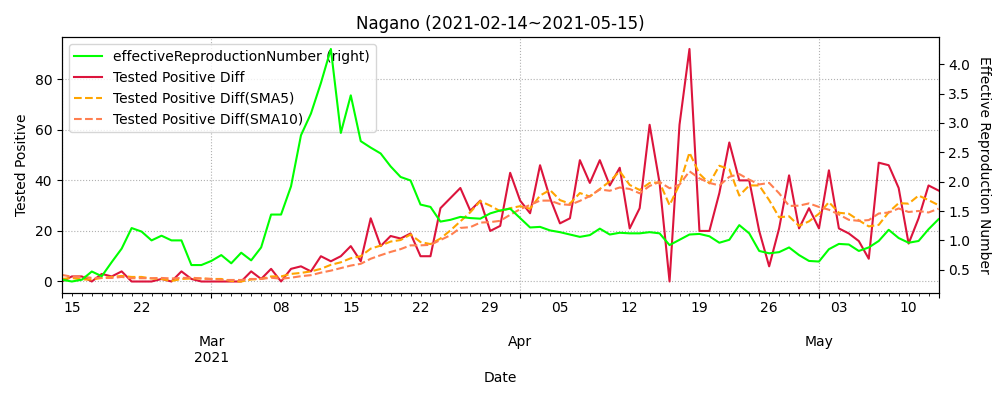 Nagano (2021-02-14~2021-05-15)
effectiveReproductionNumber (right)
Tested Positive Diff
Tested Positive Diff(SMA5)
Tested Positive Diff(SMA10)
Tested Positive
80
60
40
20
0
4.0
3.5
3.0
2.5
2.0
1.5
1.0
0.5
Effective Reproduction Number
15 22 08 15 22 29 05 12 19 26 03 10
Mar Apr May
2021
Date